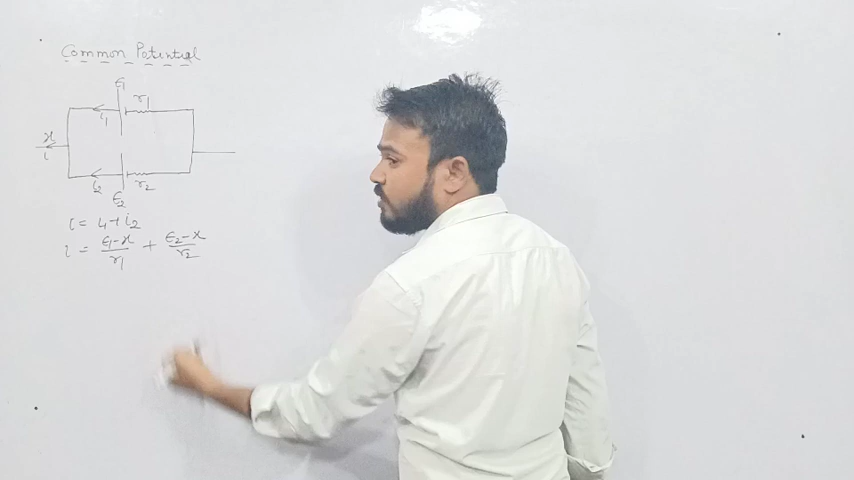 Common Potential
E1
r1
i1
x
i
i2
r2
E2
i = i1 + i2
i = E1-x/r1 + E2-x/r2